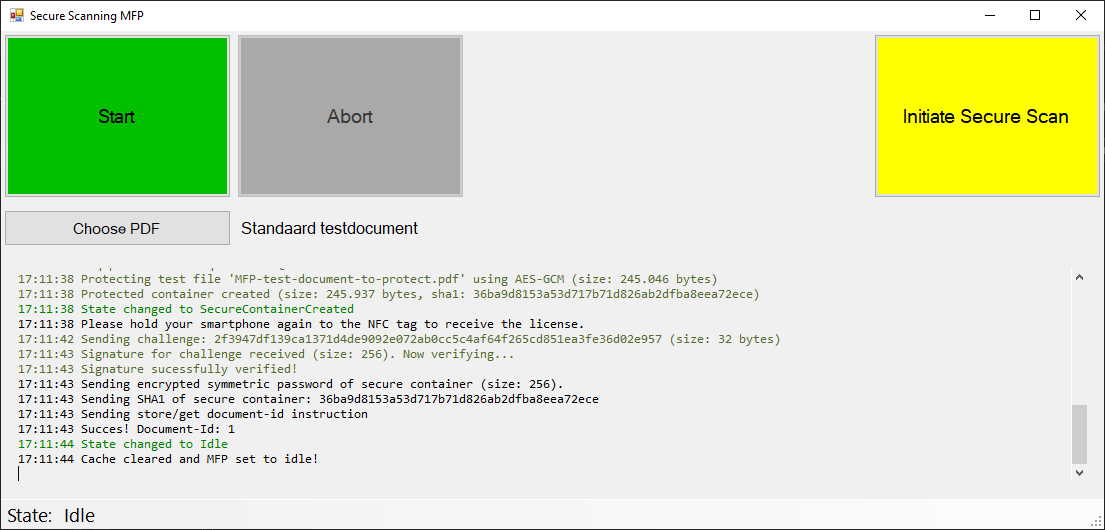 Secure Scanning MFP
Start
Abort
Initiate Secure Scan
Choose PDF
Standaard testdocument
17:11:38 Protecting test file 'MFP-test-document-to-protect.pdf' using AES-GCM (size: 245.046 bytes)
17:11:38 Protected container created (size: 245.937 bytes, sha1: 36ba9d8153a53d717b71d826ab2dfba8eea72ece)
17:11:38 State changed to SecureContainerCreated
17:11:38 Please hold your smartphone again to the NFC tag to receive the license.
17:11:42 Sending challenge: 2f3947df139ca1371d4de9092e072ab0cc5c4af64f265cd851ea3fe36d02e957 (size: 32 bytes)
17:11:43 Signature for challenge received (size: 256). Now verifying...
17:11:43 Signature sucessfully verified!
17:11:43 Sending encrypted symmetric password of secure container (size: 256).
17:11:43 Sending SHA1 of secure container: 36ba9d8153a53d717b71d826ab2dfba8eea72ece
17:11:43 Sending store/get document-id instruction
17:11:43 Succes! Document-Id: 1
17:11:44 State changed to Idle
17:11:44 Cache cleared and MFP set to idle!
State: Idle